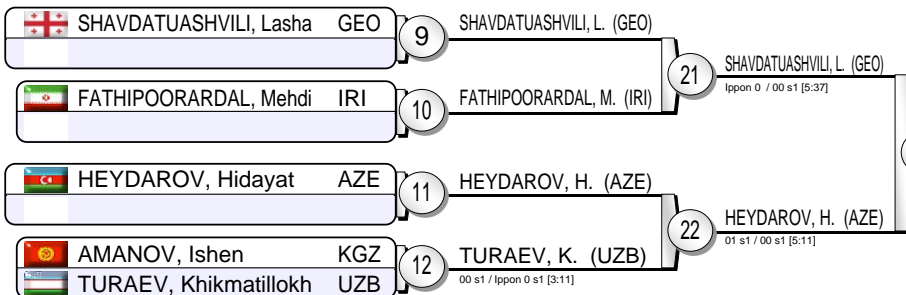 SHAVDATUASHVILI, Lasha GEO
9
SHAVDATUASHVILI, L. (GEO)
21
SHAVDATUASHVILI, L. (GEO)
Ippon 0 / 00 s1 [5:37]
FATHIPOORARDAL, Mehdi IRI
10
FATHIPOORARDAL, M. (IRI)
HEYDAROV, Hidayat AZE
11
HEYDAROV, H. (AZE)
22
HEYDAROV, H. (AZE)
01 s1 / 00 s1 [5:11]
AMANOV, Ishen KGZ
TURAEV, Khikmatillokh UZB
12
TURAEV, K. (UZB)
00 s1 / Ippon 0 s1 [3:11]